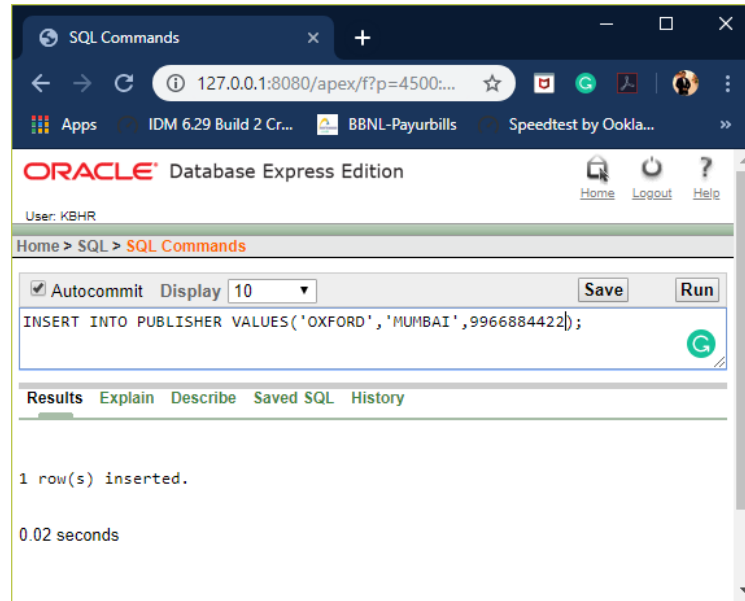 SQL Commands
127.0.0.1:8080/apex/f?p=4500:...
Apps IDM 6.29 Build 2 Cr... BBNL-Payurbills Speedtest by Ookla... »
ORACLE® Database Express Edition
Home Logout Help
User: KBHR
Home > SQL > SQL Commands
Autocommit Display 10 Save Run
INSERT INTO PUBLISHER VALUES('OXFORD','MUMBAI',9966884422);
Results Explain Describe Saved SQL History
1 row(s) inserted.
0.02 seconds